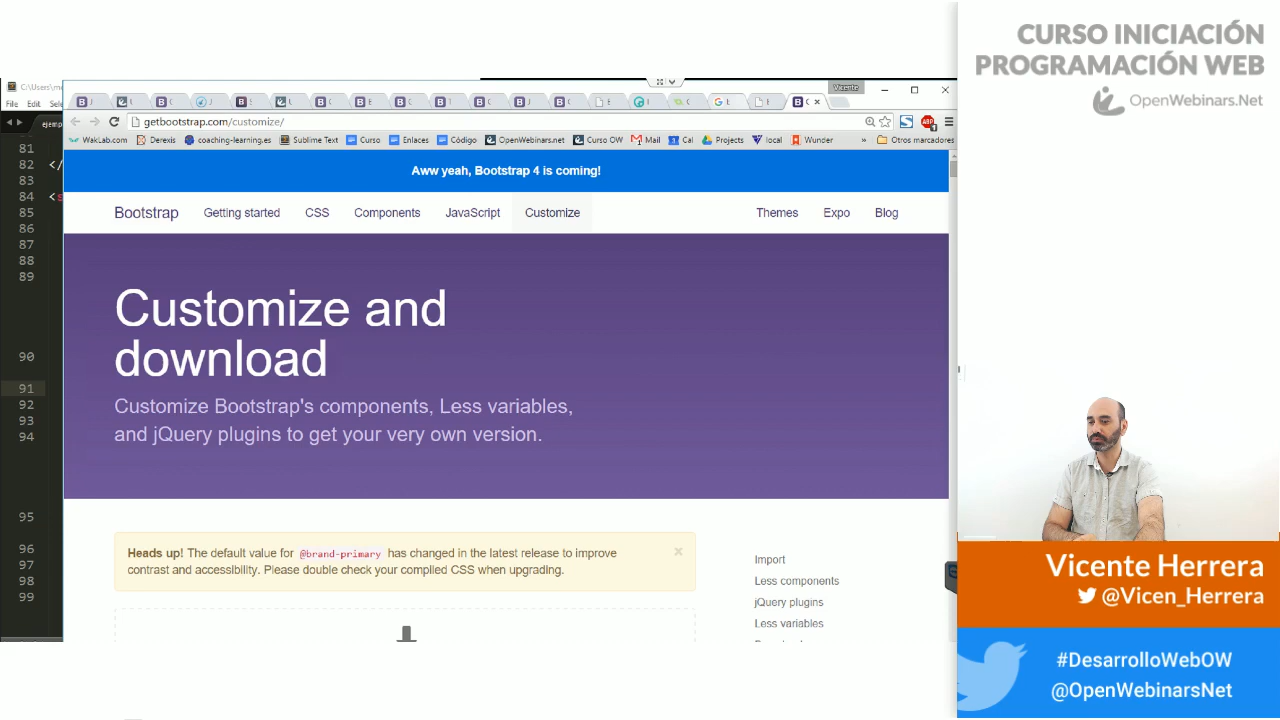 CURSO INICIACIÓN
PROGRAMACIÓN WEB
OpenWebinars.Net
C:\Users\m
File Edit Sele
Vicente
getbootstrap.com/customize/
WakLab.com Derexis coaching-learning.es Sublime Text Curso Enlaces Código OpenWebinars.net Curso OW Mail Cal Projects local Wunder » Otros marcadores
ejemp
81
82 </
83
84 <s
85
86
87
88
89
90
91
92
93
94
95
96
97
98
99
Aww yeah, Bootstrap 4 is coming!
Bootstrap Getting started CSS Components JavaScript Customize Themes Expo Blog
Customize and
download
Customize Bootstrap's components, Less variables,
and jQuery plugins to get your very own version.
Heads up! The default value for @brand-primary has changed in the latest release to improve
contrast and accessibility. Please double check your compiled CSS when upgrading.
×
Import
Less components
jQuery plugins
Less variables
Vicente Herrera
@Vicen_Herrera
#DesarrolloWebOW
@OpenWebinarsNet